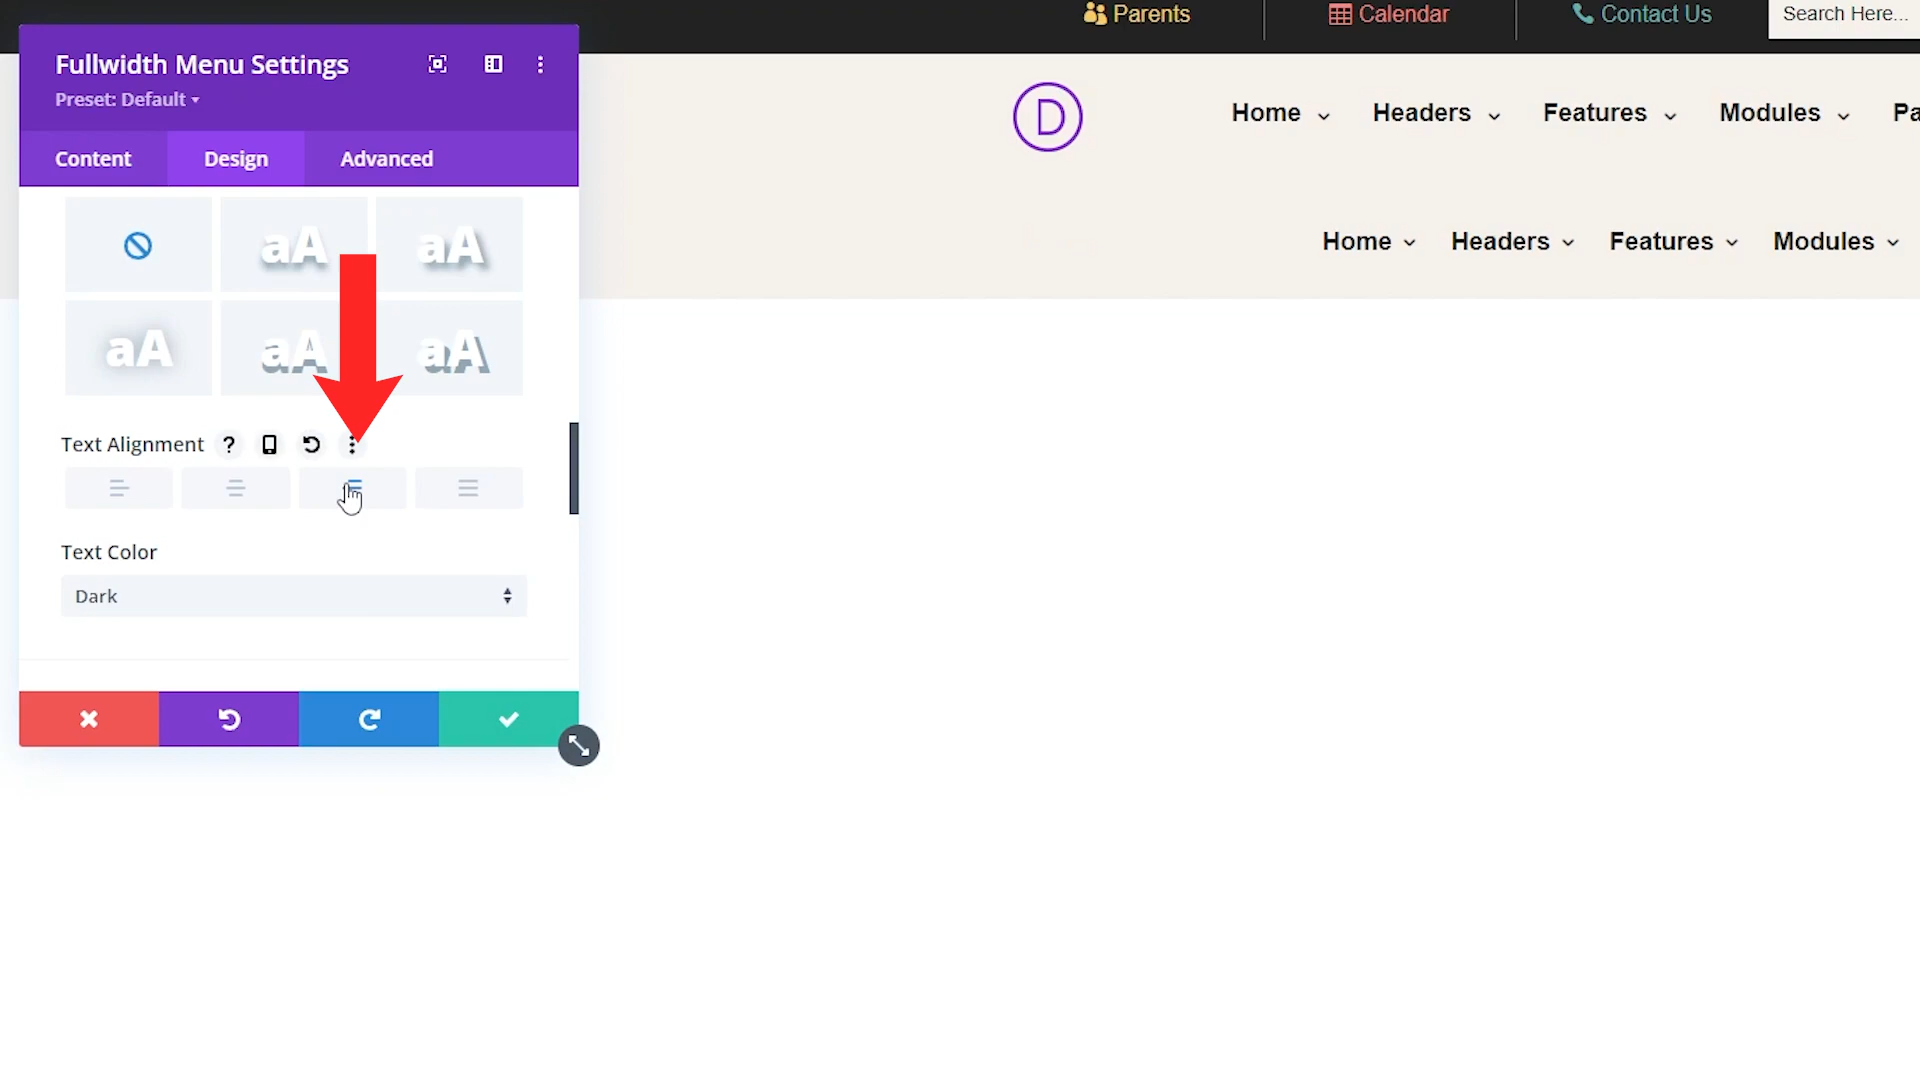 Parents
Calendar
Contact Us
Search Here...
Fullwidth Menu Settings
Preset: Default
Content
Design
Advanced
D
Home
Headers
Features
Modules
Pa
Home
Headers
Features
Modules
aA
aA
aA
aA
aA
Text Alignment ?
Text Color
Dark